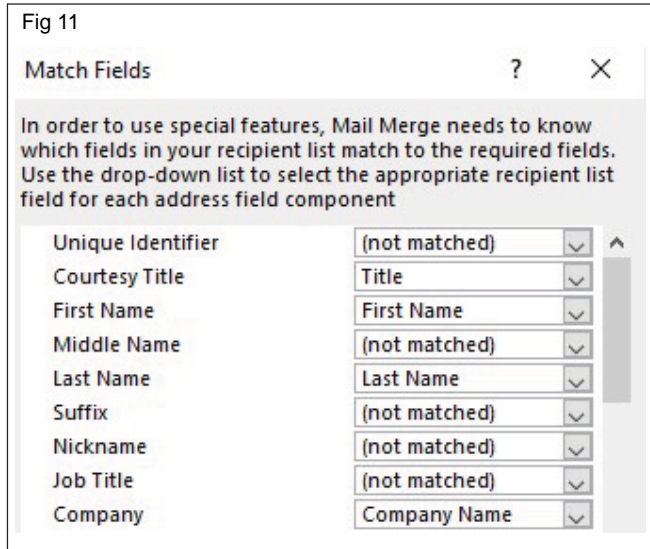 Fig 11
Match Fields ? ×
In order to use special features, Mail Merge needs to know
which fields in your recipient list match to the required fields.
Use the drop-down list to select the appropriate recipient list
field for each address field component
Unique Identifier (not matched)
Courtesy Title Title
First Name First Name
Middle Name (not matched)
Last Name Last Name
Suffix (not matched)
Nickname (not matched)
Job Title (not matched)
Company Company Name